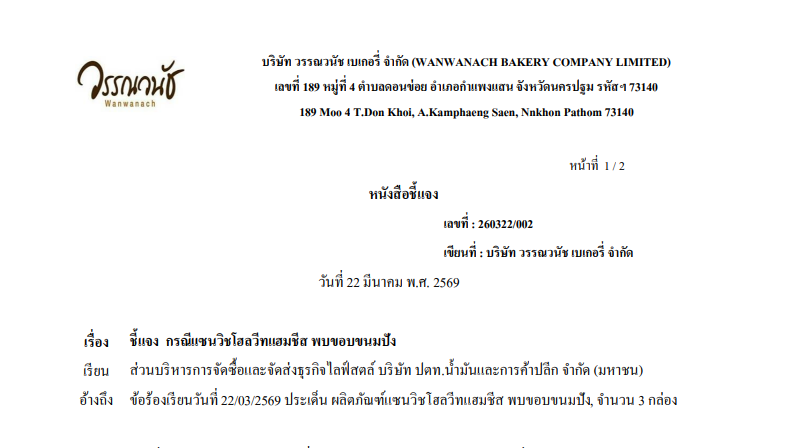 วรรณวนัช
Wanwanach
บริษัท วรรณวนัช เบเกอรี่ จำกัด (WANWANACH BAKERY COMPANY LIMITED)
เลขที่ 189 หมู่ที่ 4 ตำบลดอนข่อย อำเภอกำแพงแสน จังหวัดนครปฐม รหัสฯ 73140
189 Moo 4 T.Don Khoi, A.Kamphaeng Saen, Nnkhon Pathom 73140
หน้าที่ 1 / 2
หนังสือชี้แจง
เลขที่ : 260322/002
เขียนที่ : บริษัท วรรณวนัช เบเกอรี่ จำกัด
วันที่ 22 มีนาคม พ.ศ. 2569
เรื่อง ชี้แจง กรณีแซนวิชโฮลวีทแฮมชีส พบขอบขนมปัง
เรียน ส่วนบริหารการจัดซื้อและจัดส่งธุรกิจไลฟ์สตล์ บริษัท ปตท.น้ำมันและการค้าปลีก จำกัด (มหาชน)
อ้างถึง ข้อร้องเรียนวันที่ 22/03/2569 ประเด็น ผลิตภัณฑ์แซนวิชโฮลวีทแฮมชีส พบขอบขนมปัง, จำนวน 3 กล่อง